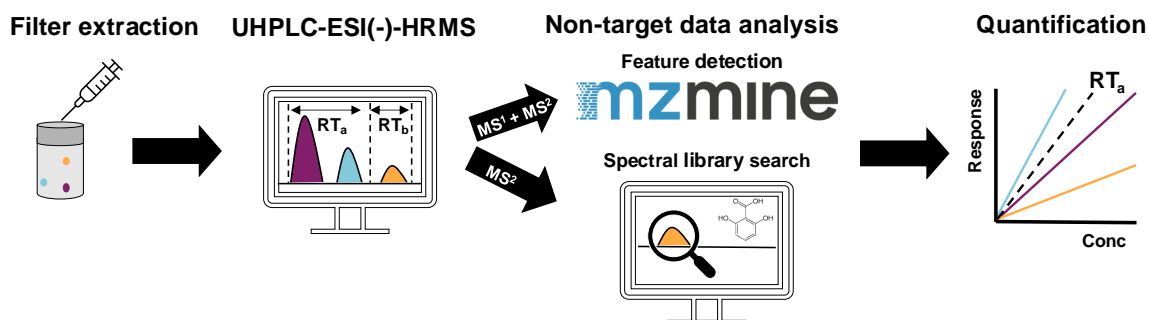 Filter extraction
UHPLC-ESI(-)-HRMS
Non-target data analysis
Quantification
Feature detection
mzmine
RTₐ
RT_b
MS¹ + MS²
MS²
Spectral library search
O
OH
HO
OH
RTₐ
Response
Conc